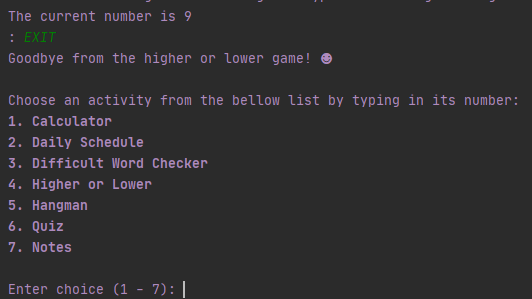 The current number is 9
: EXIT
Goodbye from the higher or lower game! ☻

Choose an activity from the bellow list by typing in its number:
1. Calculator
2. Daily Schedule
3. Difficult Word Checker
4. Higher or Lower
5. Hangman
6. Quiz
7. Notes

Enter choice (1 - 7):